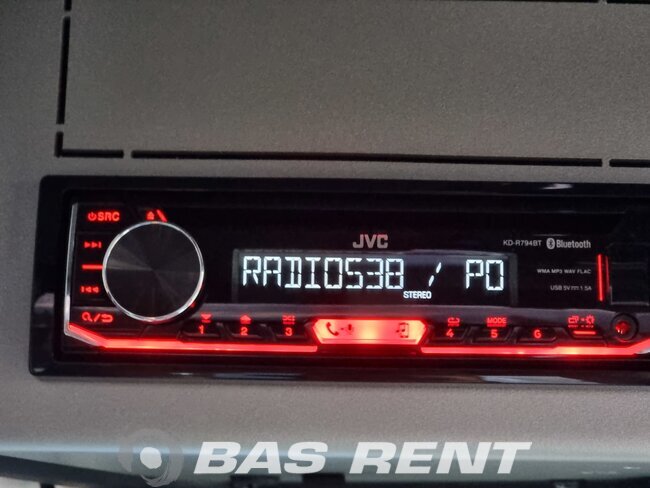 SRC
JVC
KD-R794BT Bluetooth
RADIO538 / PO
STEREO
WMA MP3 WAV FLAC
USB 5V 1.5A
1 2 3 4 MODE 5 6
BAS RENT